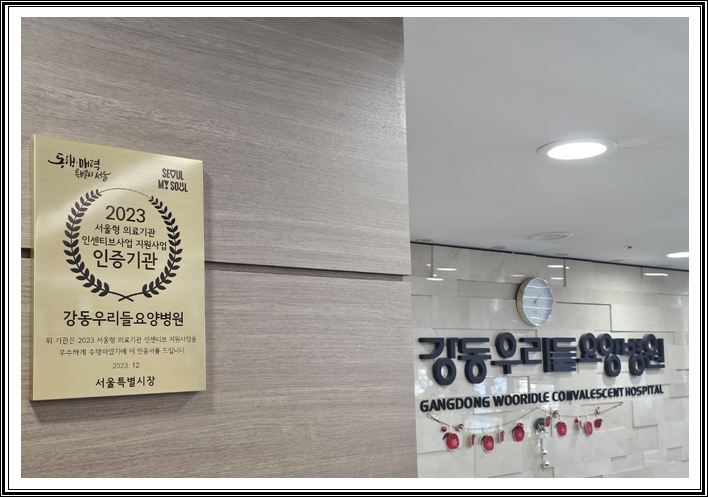 동행·매력
특별시 서울
SEOUL
MY SOUL
2023
서울형 의료기관
인센티브사업 지원사업
인증기관
강동우리들요양병원
위 기관은 2023 서울형 의료기관 인센티브 지원사업을
우수하게 수행하였기에 이 인증서를 드립니다.
2023. 12
서울특별시장
강동우리들요양병원
GANGDONG WOORIDLE CONVALESCENT HOSPITAL